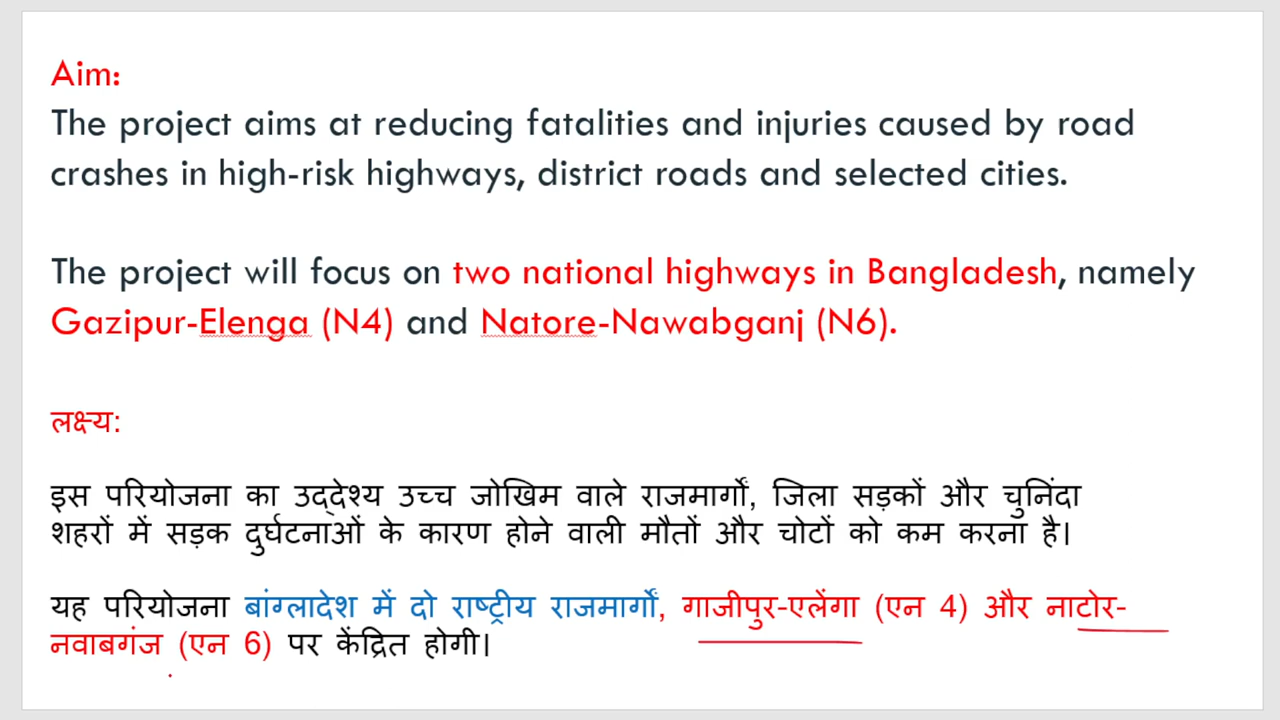 Aim:
The project aims at reducing fatalities and injuries caused by road
crashes in high-risk highways, district roads and selected cities.
The project will focus on two national highways in Bangladesh, namely
Gazipur-Elenga (N4) and Natore-Nawabganj (N6).
लक्ष्य:
इस परियोजना का उद्देश्य उच्च जोखिम वाले राजमार्गों, जिला सड़कों और चुनिंदा
शहरों में सड़क दुर्घटनाओं के कारण होने वाली मौतों और चोटों को कम करना है।
यह परियोजना बांग्लादेश में दो राष्ट्रीय राजमार्गों, गाजीपुर-एलेंगा (एन 4) और नाटोर-
नवाबगंज (एन 6) पर केंद्रित होगी।